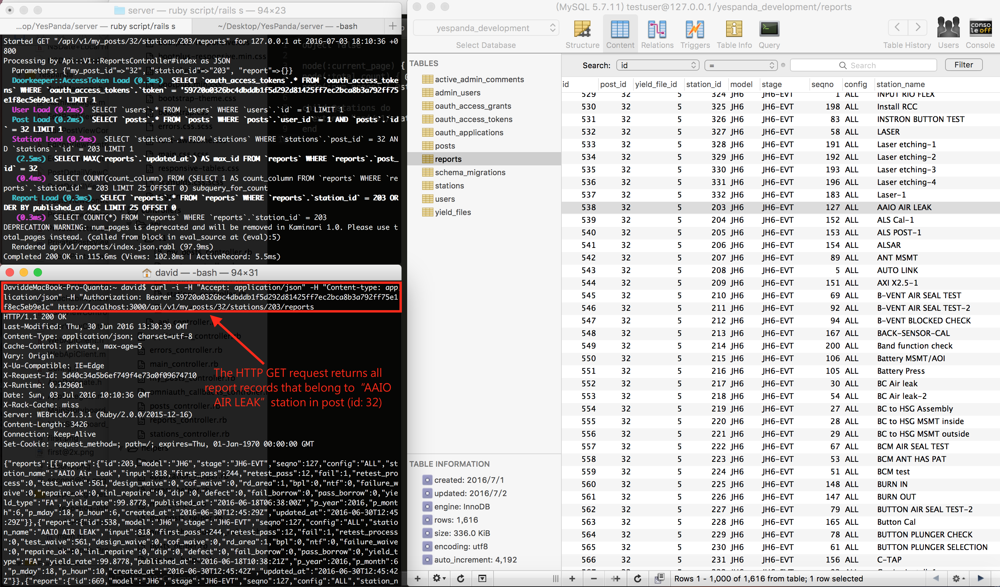 server — ruby script/rails s — 94×23
...op/YesPanda/server — ruby script/rails s
~/Desktop/YesPanda/server — -bash
Started GET "/api/v1/my_posts/32/stations/203/reports" for 127.0.0.1 at 2016-07-03 18:10:36 +0
800
Processing by Api::V1::ReportsController#index as JSON
Parameters: {"my_post_id"=>"32", "station_id"=>"203", "report"=>{}}
Doorkeeper::AccessToken Load (0.3ms)  SELECT `oauth_access_tokens`.* FROM `oauth_access_toke
ns` WHERE `oauth_access_tokens`.`token` = '59720a0326bc4dbddb1f5d292d81425ff7ec2bca8b3a792ff75
e1f8ec5eb9e1c' LIMIT 1
User Load (0.2ms)  SELECT `users`.* FROM `users` WHERE `users`.`id` = 1 LIMIT 1
Post Load (0.2ms)  SELECT `posts`.* FROM `posts` WHERE `posts`.`user_id` = 1 AND `posts`.`id
` = 32 LIMIT 1
Station Load (0.2ms)  SELECT `stations`.* FROM `stations` WHERE `stations`.`post_id` = 32 AN
D `stations`.`id` = 203 LIMIT 1
(2.5ms)  SELECT MAX(`reports`.`updated_at`) AS max_id FROM `reports` WHERE `reports`.`post_
id` = 32
(0.4ms)  SELECT COUNT(count_column) FROM (SELECT 1 AS count_column FROM `reports` WHERE `re
ports`.`station_id` = 203 LIMIT 25 OFFSET 0) subquery_for_count
Report Load (0.3ms)  SELECT `reports`.* FROM `reports` WHERE `reports`.`station_id` = 203 OR
DER BY published_at ASC LIMIT 25 OFFSET 0
(0.3ms)  SELECT COUNT(*) FROM `reports` WHERE `reports`.`station_id` = 203
DEPRECATION WARNING: num_pages is deprecated and will be removed in Kaminari 1.0. Please use t
otal_pages instead. (called from block in eval_source at (eval):5)
Rendered api/v1/reports/index.json.rabl (97.9ms)
Completed 200 OK in 115.6ms (Views: 102.8ms | ActiveRecord: 5.5ms)
david — -bash — 94×31
DaviddeMacBook-Pro-Quanta:~ david$ curl -i -H "Accept: application/json" -H "Content-type: app
lication/json" -H "Authorization: Bearer 59720a0326bc4dbddb1f5d292d81425ff7ec2bca8b3a792ff75e1
f8ec5eb9e1c" http://localhost:3000/api/v1/my_posts/32/stations/203/reports
HTTP/1.1 200 OK
Last-Modified: Thu, 30 Jun 2016 13:30:39 GMT
Content-Type: application/json; charset=utf-8
Cache-Control: private, max-age=5
Vary: Origin
X-Ua-Compatible: IE=Edge
X-Request-Id: 5d40c34a5b6ef749f4e73a0f09674710
X-Runtime: 0.129601
Date: Sun, 03 Jul 2016 10:10:36 GMT
X-Rack-Cache: miss
Server: WEBrick/1.3.1 (Ruby/2.0.0/2015-12-16)
Content-Length: 3426
Connection: Keep-Alive
Set-Cookie: request_method=; path=/; expires=Thu, 01-Jan-1970 00:00:00 GMT
The HTTP GET request returns all
report records that belong to “AAIO
AIR LEAK” station in post (id: 32)
{"reports":[{"report":{"id":203,"model":"JH6","stage":"JH6-EVT","seqno":127,"config":"ALL","st
ation_name":"AAIO Air Leak","input":818,"first_pass":244,"retest_pass":12,"fail":1,"retest_pro
cess":0,"test_waive":561,"design_waive":0,"cof_waive":0,"rd_area":1,"bpl":0,"ntf":0,"failure_w
aive":0,"repaire_ok":0,"inl_repaire":0,"dip":0,"defect":0,"fail_borrow":0,"pass_borrow":0,"yie
ld_type":"FA","yield_rate":99.8778,"published_at":"2016-06-18T06:38:00Z","p_year":2016,"p_mont
h":6,"p_mday":18,"p_hour":6,"created_at":"2016-06-30T12:45:29Z","updated_at":"2016-06-30T12:45
:29Z"}},{"report":{"id":538,"model":"JH6","stage":"JH6-EVT","seqno":127,"config":"ALL","statio
n_name":"AAIO AIR LEAK","input":818,"first_pass":244,"retest_pass":12,"fail":1,"retest_process
":0,"test_waive":561,"design_waive":0,"cof_waive":0,"rd_area":1,"bpl":0,"ntf":0,"failure_waive
":0,"repaire_ok":0,"inl_repaire":0,"dip":0,"defect":0,"fail_borrow":0,"pass_borrow":0,"yield_t
ype":"FA","yield_rate":99.8778,"published_at":"2016-06-18T10:38:21Z","p_year":2016,"p_month":6
,"p_mday":18,"p_hour":10,"created_at":"2016-06-30T12:45:42Z","updated_at":"2016-06-30T12:45:42
Z"}},{"report":{"id":669,"model":"JH6","stage":"JH6-EVT","seqno":127,"config":"ALL","station_n
(MySQL 5.7.11) testuser@127.0.0.1/yespanda_development/reports
yespanda_development
Select Database
Structure Content Relations Triggers Table Info Query
conso
le off
Table History Users Console
TABLES
active_admin_comments
admin_users
oauth_access_grants
oauth_access_tokens
oauth_applications
posts
reports
schema_migrations
stations
users
yield_files
TABLE INFORMATION
created: 2016/7/1
updated: 2016/7/2
engine: InnoDB
rows: 1,616
size: 336.0 KiB
encoding: utf8
auto_increment: 4,192
Search: id = Search Filter
id post_id yield_file_id station_id model stage seqno config station_name
529 32 5 324 JH6 JH6-EVT 1 ALL INPUT RIO FLEX
530 32 5 325 JH6 JH6-EVT 198 ALL Install RCC
531 32 5 326 JH6 JH6-EVT 83 ALL INSTRON BUTTON TEST
532 32 5 327 JH6 JH6-EVT 58 ALL LASER
533 32 5 328 JH6 JH6-EVT 191 ALL Laser etching-1
534 32 5 329 JH6 JH6-EVT 192 ALL Laser etching-2
535 32 5 330 JH6 JH6-EVT 193 ALL Laser etching-3
536 32 5 331 JH6 JH6-EVT 196 ALL Laser etching-4
537 32 5 332 JH6 JH6-EVT 183 ALL Laser-1
538 32 5 203 JH6 JH6-EVT 127 ALL AAIO AIR LEAK
539 32 5 204 JH6 JH6-EVT 152 ALL ALS Cal-1
540 32 5 205 JH6 JH6-EVT 153 ALL ALS POST-1
541 32 5 206 JH6 JH6-EVT 154 ALL ALSAR
542 32 5 207 JH6 JH6-EVT 89 ALL ANT MSMT
543 32 5 208 JH6 JH6-EVT 5 ALL AUTO LINK
544 32 5 209 JH6 JH6-EVT 151 ALL AXI X2.5-1
545 32 5 210 JH6 JH6-EVT 69 ALL B-VENT AIR SEAL TEST
546 32 5 211 JH6 JH6-EVT 92 ALL B-VENT AIR SEAL TEST-2
547 32 5 212 JH6 JH6-EVT 94 ALL B-VENT BLOCKED CHECK
548 32 5 213 JH6 JH6-EVT 167 ALL BACK-SENSOR-CAL
549 32 5 214 JH6 JH6-EVT 200 ALL Band function check
550 32 5 215 JH6 JH6-EVT 106 ALL Battery MSMT/AOI
551 32 5 216 JH6 JH6-EVT 105 ALL Battery Press
552 32 5 217 JH6 JH6-EVT 30 ALL BC Air leak
553 32 5 218 JH6 JH6-EVT 54 ALL BC Air leak-2
554 32 5 219 JH6 JH6-EVT 27 ALL BC to HSG Assembly
555 32 5 220 JH6 JH6-EVT 28 ALL BC to HSG MSMT inside
556 32 5 221 JH6 JH6-EVT 29 ALL BC to HSG MSMT outside
557 32 5 222 JH6 JH6-EVT 67 ALL BCM AIR SEAL TEST
558 32 5 223 JH6 JH6-EVT 53 ALL BCM ANT HAS PAT
559 32 5 224 JH6 JH6-EVT 51 ALL BCM test
560 32 5 225 JH6 JH6-EVT 148 ALL BURN IN
561 32 5 226 JH6 JH6-EVT 147 ALL BURN OUT
562 32 5 227 JH6 JH6-EVT 79 ALL BUTTON AIR SEAL TEST-2
563 32 5 228 JH6 JH6-EVT 165 ALL Button Cal
564 32 5 229 JH6 JH6-EVT 78 ALL BUTTON PLUNGER CHECK
565 32 5 230 JH6 JH6-EVT 61 ALL BUTTON PLUNGER SELECTION
566 32 5 231 JH6 JH6-EVT 156 ALL C-TAP
Rows 1 - 1,000 of 1,616 from table; 1 row selected